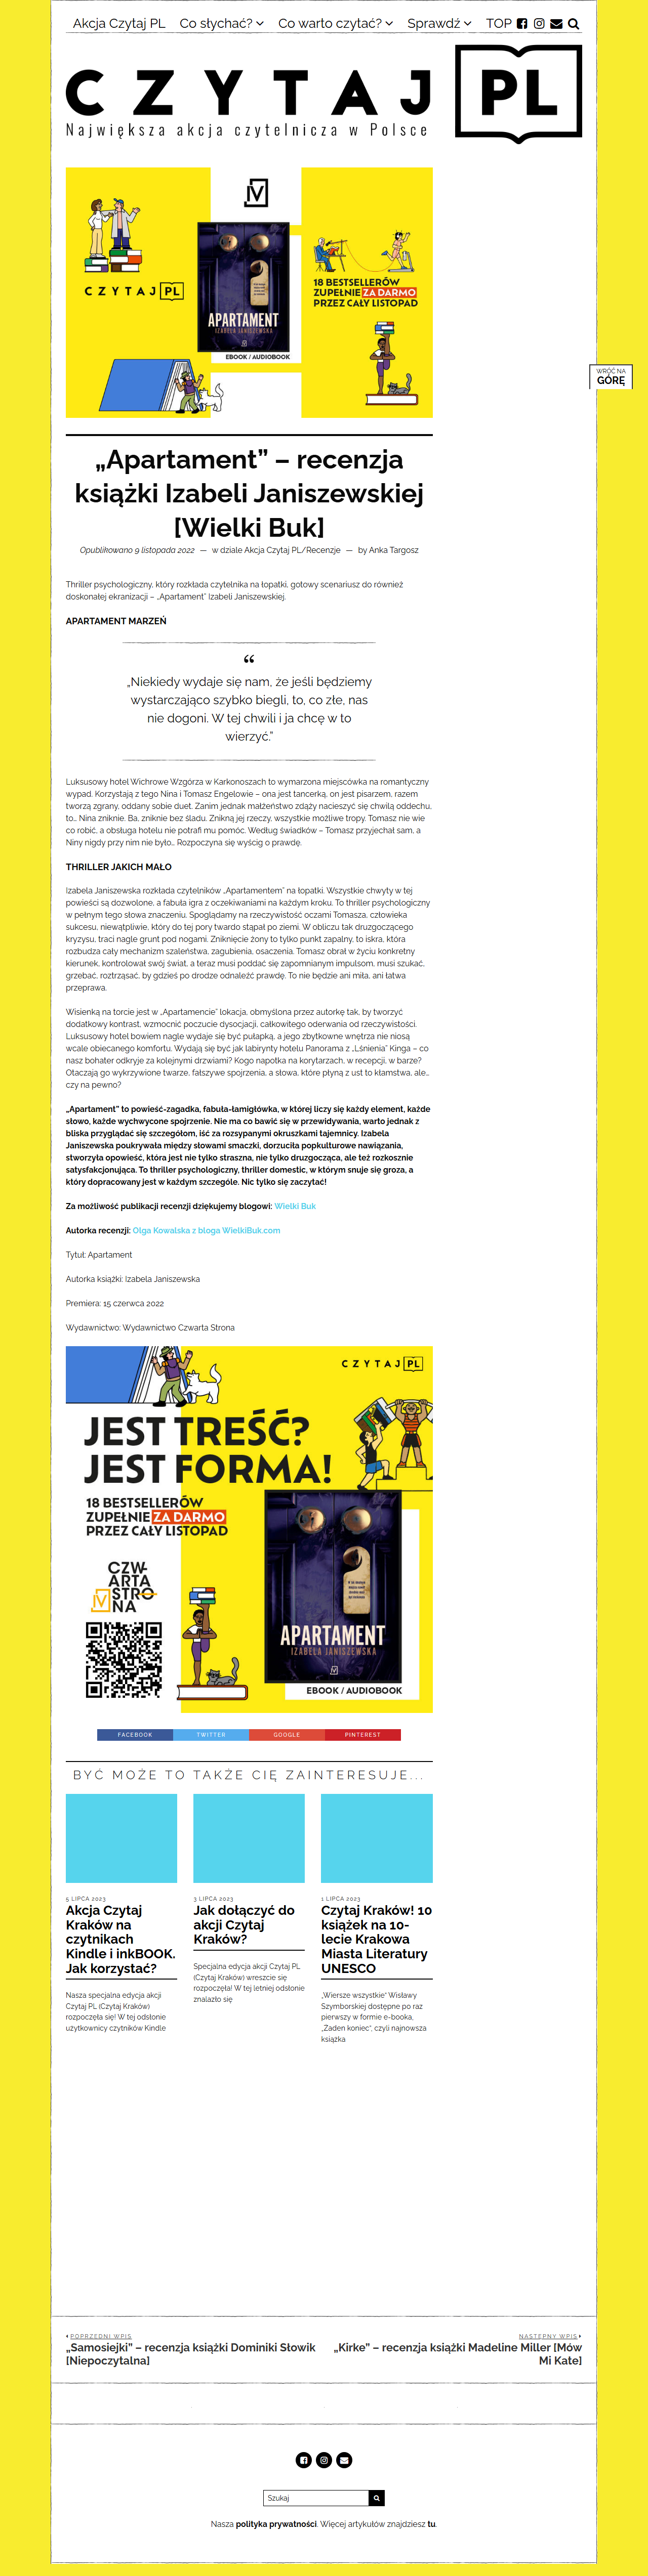 Akcja Czytaj PL Co słychać? Co warto czytać? Sprawdź TOP
CZYTAJ PL
Największa akcja czytelnicza w Polsce
CZYTAJ PL
18 BESTSELLERÓW
ZUPEŁNIE ZA DARMO
PRZEZ CAŁY LISTOPAD
APARTAMENT
IZABELA JANISZEWSKA
EBOOK / AUDIOBOOK
WRÓĆ NA
GÓRĘ
„Apartament” – recenzja
książki Izabeli Janiszewskiej
[Wielki Buk]
Opublikowano 9 listopada 2022 — w dziale Akcja Czytaj PL/Recenzje — by Anka Targosz
Thriller psychologiczny, który rozkłada czytelnika na łopatki, gotowy scenariusz do również
doskonałej ekranizacji – „Apartament” Izabeli Janiszewskiej.
APARTAMENT MARZEŃ
„Niekiedy wydaje się nam, że jeśli będziemy
wystarczająco szybko biegli, to, co złe, nas
nie dogoni. W tej chwili i ja chcę w to
wierzyć.”
Luksusowy hotel Wichrowe Wzgórza w Karkonoszach to wymarzona miejscówka na romantyczny
wypad. Korzystają z tego Nina i Tomasz Engelowie – ona jest tancerką, on jest pisarzem, razem
tworzą zgrany, oddany sobie duet. Zanim jednak małżeństwo zdąży nacieszyć się chwilą oddechu,
to… Nina zniknie. Ba, zniknie bez śladu. Znikną jej rzeczy, wszystkie możliwe tropy. Tomasz nie wie
co robić, a obsługa hotelu nie potrafi mu pomóc. Według świadków – Tomasz przyjechał sam, a
Niny nigdy przy nim nie było… Rozpoczyna się wyścig o prawdę.
THRILLER JAKICH MAŁO
Izabela Janiszewska rozkłada czytelników „Apartamentem” na łopatki. Wszystkie chwyty w tej
powieści są dozwolone, a fabuła igra z oczekiwaniami na każdym kroku. To thriller psychologiczny
w pełnym tego słowa znaczeniu. Spoglądamy na rzeczywistość oczami Tomasza, człowieka
sukcesu, niewątpliwie, który do tej pory twardo stąpał po ziemi. W obliczu tak druzgoczącego
kryzysu, traci nagle grunt pod nogami. Zniknięcie żony to tylko punkt zapalny, to iskra, która
rozbudza cały mechanizm szaleństwa, zagubienia, osaczenia. Tomasz obrał w życiu konkretny
kierunek, kontrolował swój świat, a teraz musi poddać się zapomnianym impulsom, musi szukać,
grzebać, roztrząsać, by gdzieś po drodze odnaleźć prawdę. To nie będzie ani miła, ani łatwa
przeprawa.
Wisienką na torcie jest w „Apartamencie” lokacja, obmyślona przez autorkę tak, by tworzyć
dodatkowy kontrast, wzmocnić poczucie dysocjacji, całkowitego oderwania od rzeczywistości.
Luksusowy hotel bowiem nagle wydaje się być pułapką, a jego zbytkowne wnętrza nie niosą
wcale obiecanego komfortu. Wydają się być jak labirynty hotelu Panorama z „Lśnienia” Kinga – co
nasz bohater odkryje za kolejnymi drzwiami? Kogo napotka na korytarzach, w recepcji, w barze?
Otaczają go wykrzywione twarze, fałszywe spojrzenia, a słowa, które płyną z ust to kłamstwa, ale…
czy na pewno?
„Apartament” to powieść-zagadka, fabuła-łamigłówka, w której liczy się każdy element, każde
słowo, każde wychwycone spojrzenie. Nie ma co bawić się w przewidywania, warto jednak z
bliska przyglądać się szczegółom, iść za rozsypanymi okruszkami tajemnicy. Izabela
Janiszewska poukrywała między słowami smaczki, dorzuciła popkulturowe nawiązania,
stworzyła opowieść, która jest nie tylko straszna, nie tylko druzgocząca, ale też rozkosznie
satysfakcjonująca. To thriller psychologiczny, thriller domestic, w którym snuje się groza, a
który dopracowany jest w każdym szczególe. Nic tylko się zaczytać!
Za możliwość publikacji recenzji dziękujemy blogowi: Wielki Buk
Autorka recenzji: Olga Kowalska z bloga WielkiBuk.com
Tytuł: Apartament
Autorka książki: Izabela Janiszewska
Premiera: 15 czerwca 2022
Wydawnictwo: Wydawnictwo Czwarta Strona
CZYTAJ PL
JEST TREŚĆ?
JEST FORMA!
18 BESTSELLERÓW
ZUPEŁNIE ZA DARMO
PRZEZ CAŁY LISTOPAD
CZW-
ARTA
STRO
NA
APARTAMENT
IZABELA JANISZEWSKA
EBOOK / AUDIOBOOK
FACEBOOK TWITTER GOOGLE PINTEREST
BYĆ MOŻE TO TAKŻE CIĘ ZAINTERESUJE...
5 LIPCA 2023
Akcja Czytaj
Kraków na
czytnikach
Kindle i inkBOOK.
Jak korzystać?
Nasza specjalna edycja akcji
Czytaj PL (Czytaj Kraków)
rozpoczęła się! W tej odsłonie
użytkownicy czytników Kindle
3 LIPCA 2023
Jak dołączyć do
akcji Czytaj
Kraków?
Specjalna edycja akcji Czytaj PL
(Czytaj Kraków) wreszcie się
rozpoczęła! W tej letniej odsłonie
znalazło się
1 LIPCA 2023
Czytaj Kraków! 10
książek na 10-
lecie Krakowa
Miasta Literatury
UNESCO
„Wiersze wszystkie” Wisławy
Szymborskiej dostępne po raz
pierwszy w formie e-booka,
„Żaden koniec”, czyli najnowsza
książka
POPRZEDNI WPIS
„Samosiejki” – recenzja książki Dominiki Słowik
[Niepoczytalna]
NASTĘPNY WPIS
„Kirke” – recenzja książki Madeline Miller [Mów
Mi Kate]
Szukaj
Nasza polityka prywatności. Więcej artykułów znajdziesz tu.